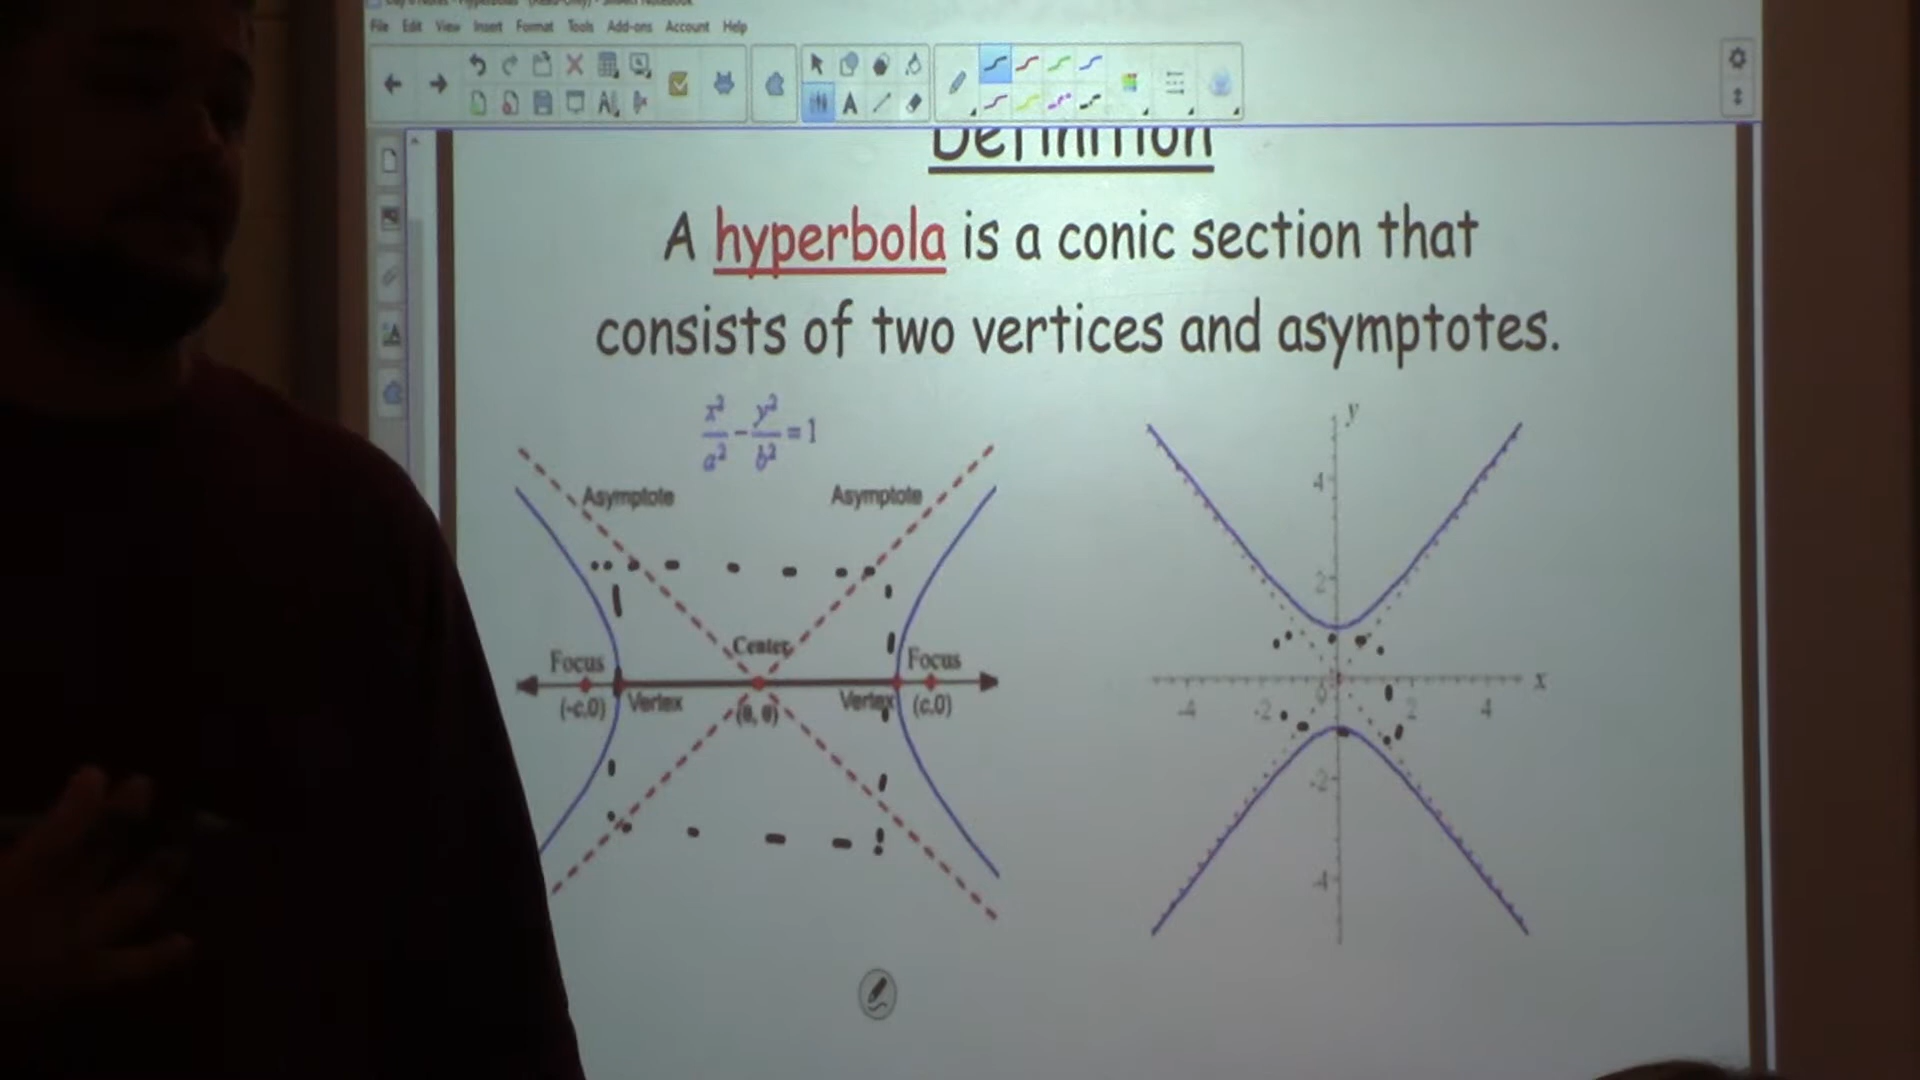 File Edit View Insert Format Tools Add-ons Account Help
Definition
A hyperbola is a conic section that
consists of two vertices and asymptotes.
x²/a² - y²/b² = 1
Asymptote Asymptote
Center
Focus Focus
(-c,0) Vertex (0, 0) Vertex (c,0)
y
4
2
-4 -2 0 2 4 x
-2
-4